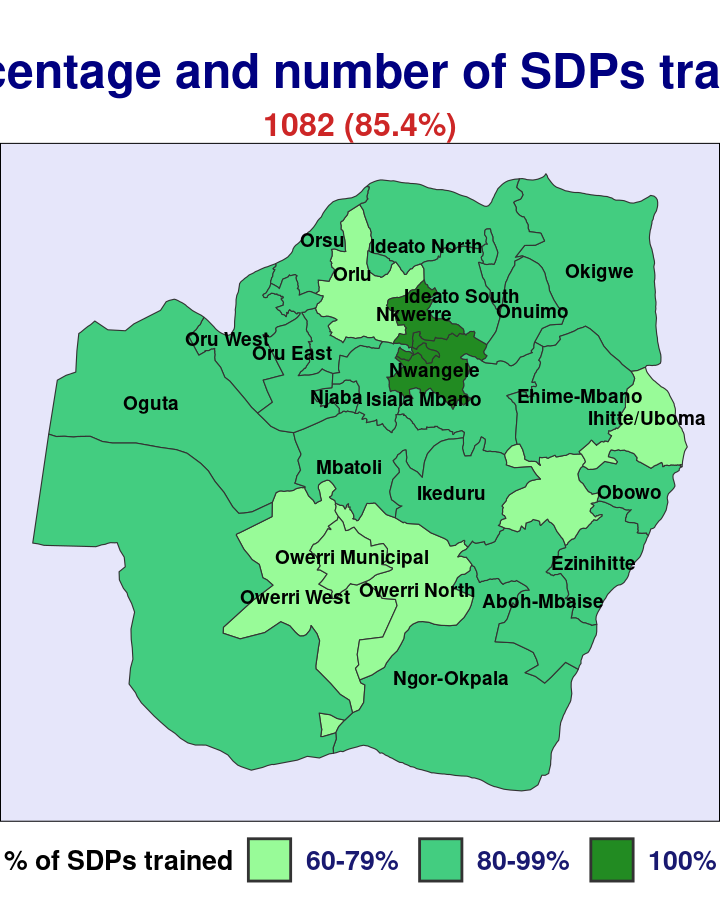 centage and number of SDPs tra
1082 (85.4%)
Orsu
Ideato North
Orlu
Okigwe
Ideato South
Nkwerre
Onuimo
Oru West
Oru East
Nwangele
Ehime-Mbano
Njaba
Isiala Mbano
Oguta
Ihitte/Uboma
Mbatoli
Ikeduru
Obowo
Owerri Municipal
Ezinihitte
Owerri North
Owerri West
Aboh-Mbaise
Ngor-Okpala
% of SDPs trained
60-79%
80-99%
100%